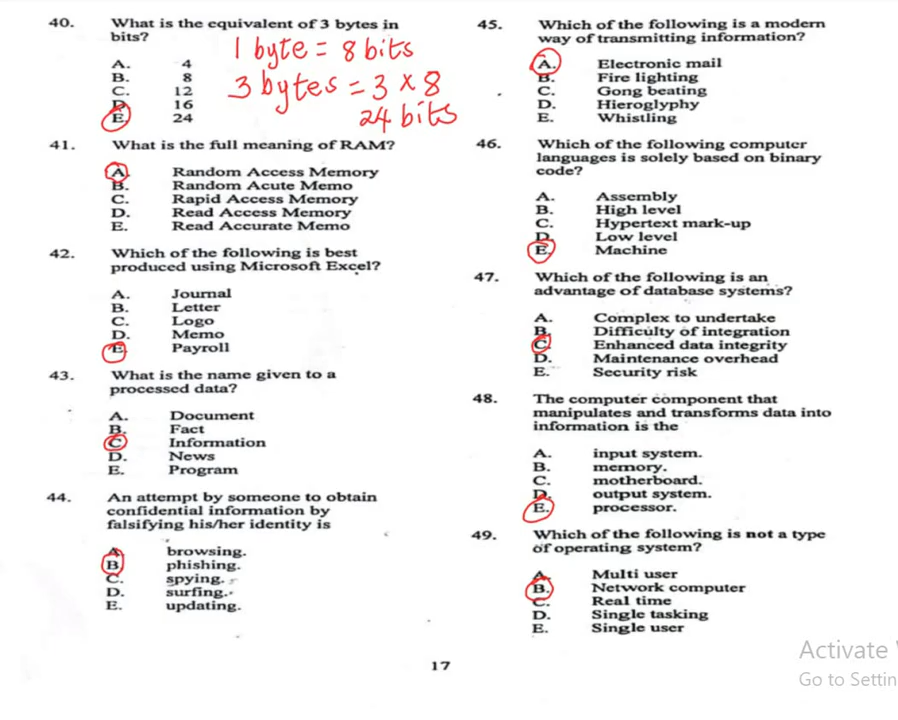 40. What is the equivalent of 3 bytes in
bits?
1 byte = 8 bits
3 bytes = 3 × 8
24 bits
A. 4
B. 8
C. 12
D. 16
E. 24
41. What is the full meaning of RAM?
A Random Access Memory
B. Random Acute Memo
C. Rapid Access Memory
D. Read Access Memory
E. Read Accurate Memo
42. Which of the following is best
produced using Microsoft Excel?
A. Journal
B. Letter
C. Logo
D. Memo
E. Payroll
43. What is the name given to a
processed data?
A. Document
B. Fact
C Information
D. News
E. Program
44. An attempt by someone to obtain
confidential information by
falsifying his/her identity is
A browsing.
B phishing.
C. spying.
D. surfing.
E. updating.
45. Which of the following is a modern
way of transmitting information?
A. Electronic mail
B. Fire lighting
C. Gong beating
D. Hieroglyphy
E. Whistling
46. Which of the following computer
languages is solely based on binary
code?
A. Assembly
B. High level
C. Hypertext mark-up
D. Low level
E. Machine
47. Which of the following is an
advantage of database systems?
A. Complex to undertake
B. Difficulty of integration
C. Enhanced data integrity
D. Maintenance overhead
E. Security risk
48. The computer component that
manipulates and transforms data into
information is the
A. input system.
B. memory.
C. motherboard.
D. output system.
E. processor.
49. Which of the following is not a type
of operating system?
A. Multi user
B. Network computer
C. Real time
D. Single tasking
E. Single user
17
Activate
Go to Settin